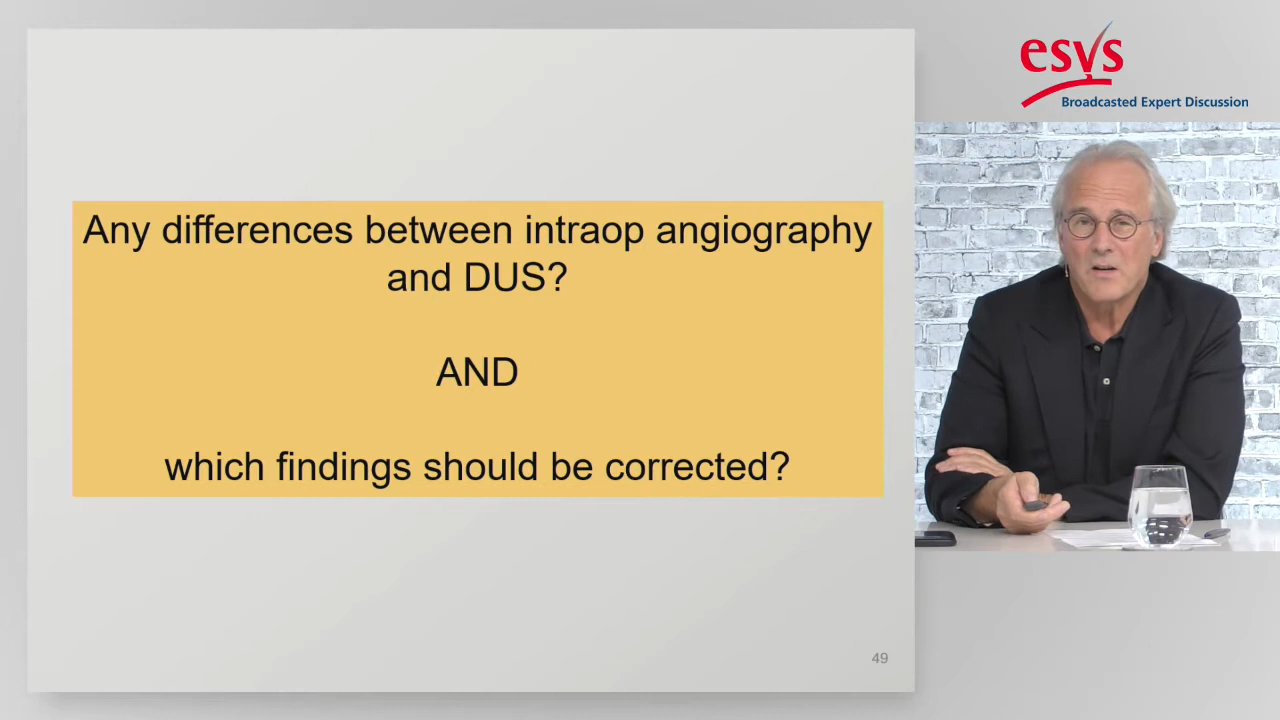 esvs
Broadcasted Expert Discussion
Any differences between intraop angiography
and DUS?
AND
which findings should be corrected?
49